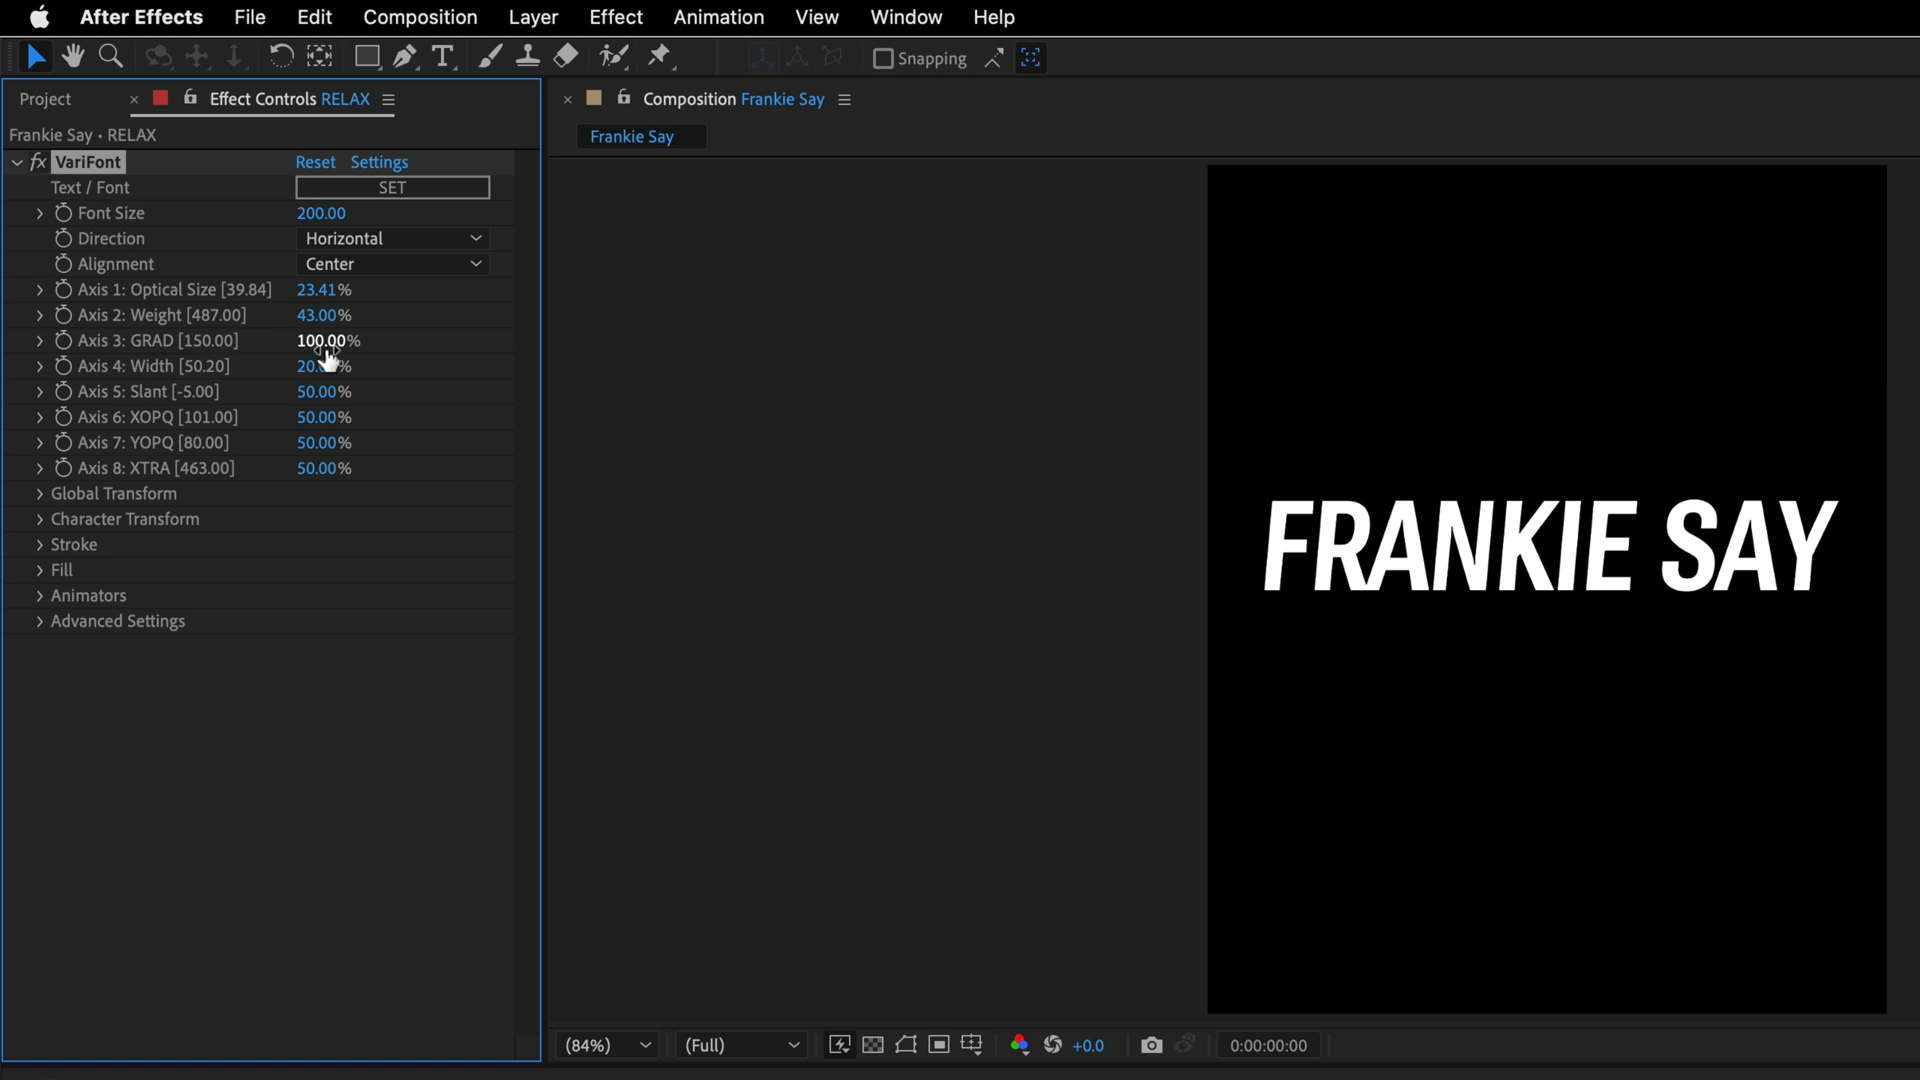 After Effects File Edit Composition Layer Effect Animation View Window Help
Snapping
Project × Effect Controls RELAX
× Composition Frankie Say
Frankie Say • RELAX
Frankie Say
fx VariFont Reset Settings
Text / Font SET
Font Size 200.00
Direction Horizontal
Alignment Center
Axis 1: Optical Size [39.84] 23.41%
Axis 2: Weight [487.00] 43.00%
Axis 3: GRAD [150.00] 100.00%
Axis 4: Width [50.20]
Axis 5: Slant [-5.00] 50.00%
Axis 6: XOPQ [101.00] 50.00%
Axis 7: YOPQ [80.00] 50.00%
Axis 8: XTRA [463.00] 50.00%
Global Transform
Character Transform
Stroke
Fill
Animators
Advanced Settings
FRANKIE SAY
(84%) (Full) +0.0 0:00:00:00